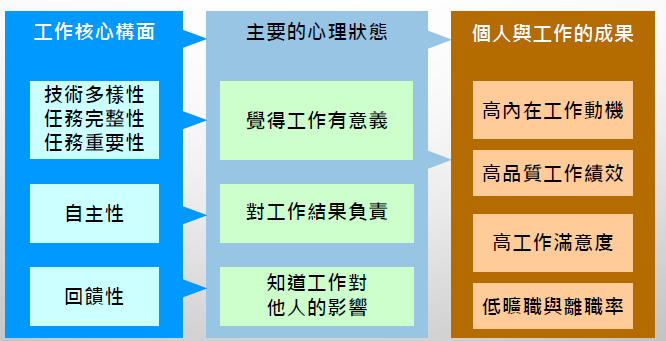 工作核心構面
技術多樣性
任務完整性
任務重要性
自主性
回饋性
主要的心理狀態
覺得工作有意義
對工作結果負責
知道工作對
他人的影響
個人與工作的成果
高內在工作動機
高品質工作績效
高工作滿意度
低曠職與離職率